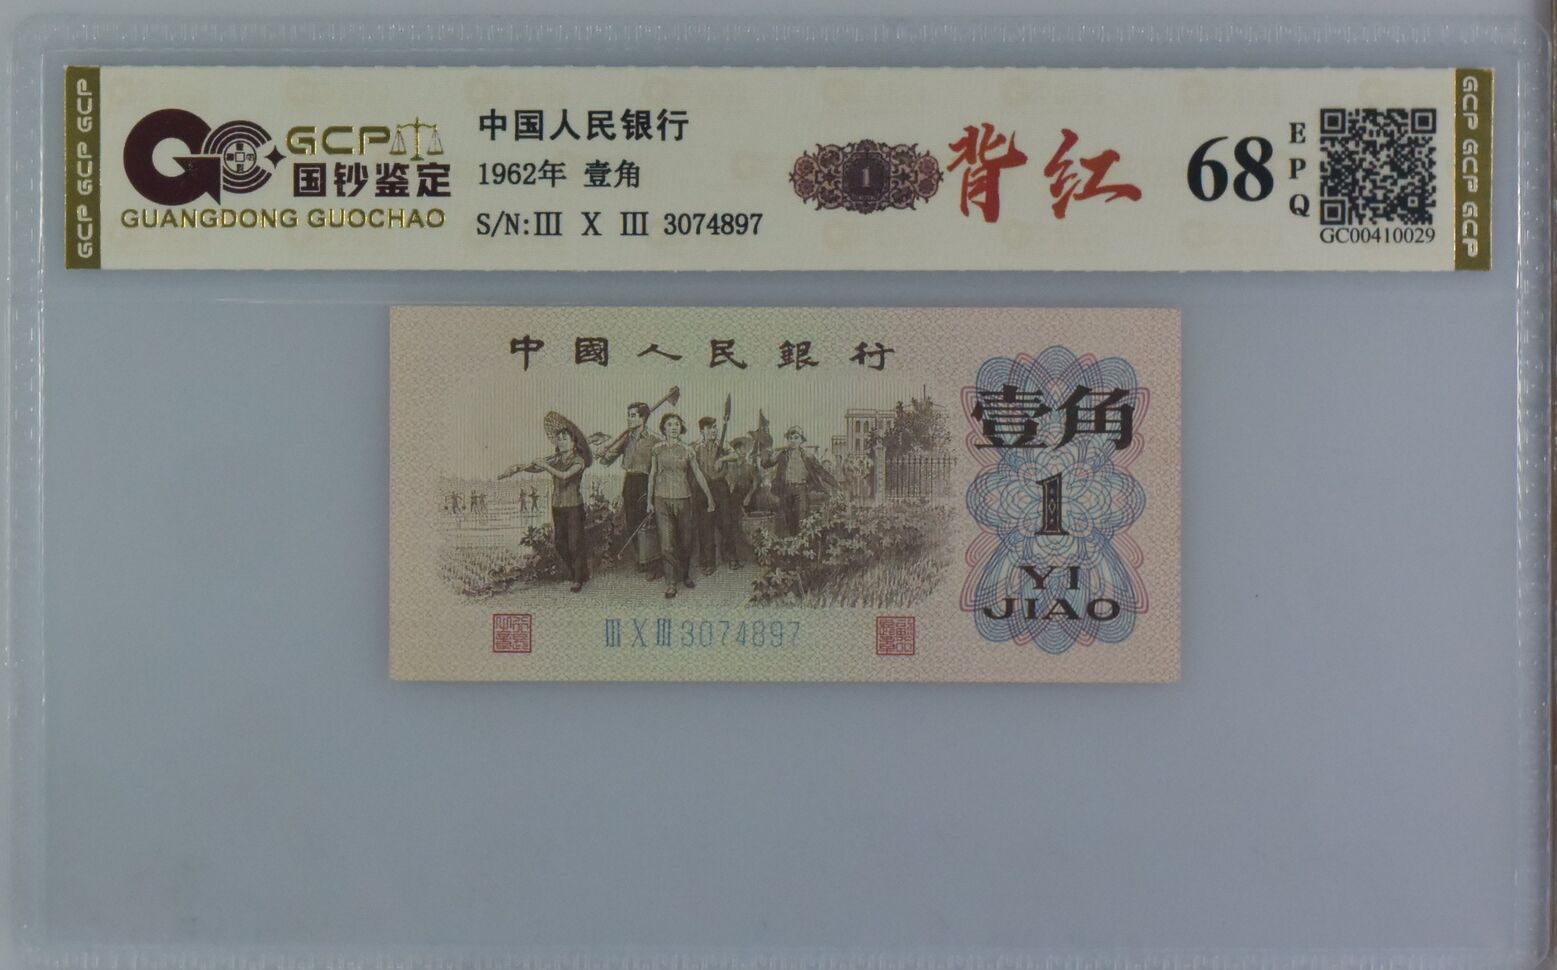 GCP GCP GCP
GCP
国钞鉴定
GUANGDONG GUOCHAO
中国人民银行
1962年 壹角
S/N:III X III 3074897
1
背红
68
EPQ
GC00410029
GCP GCP GCP
中國人民銀行
壹角
1
YI
JIAO
III X III 3074897